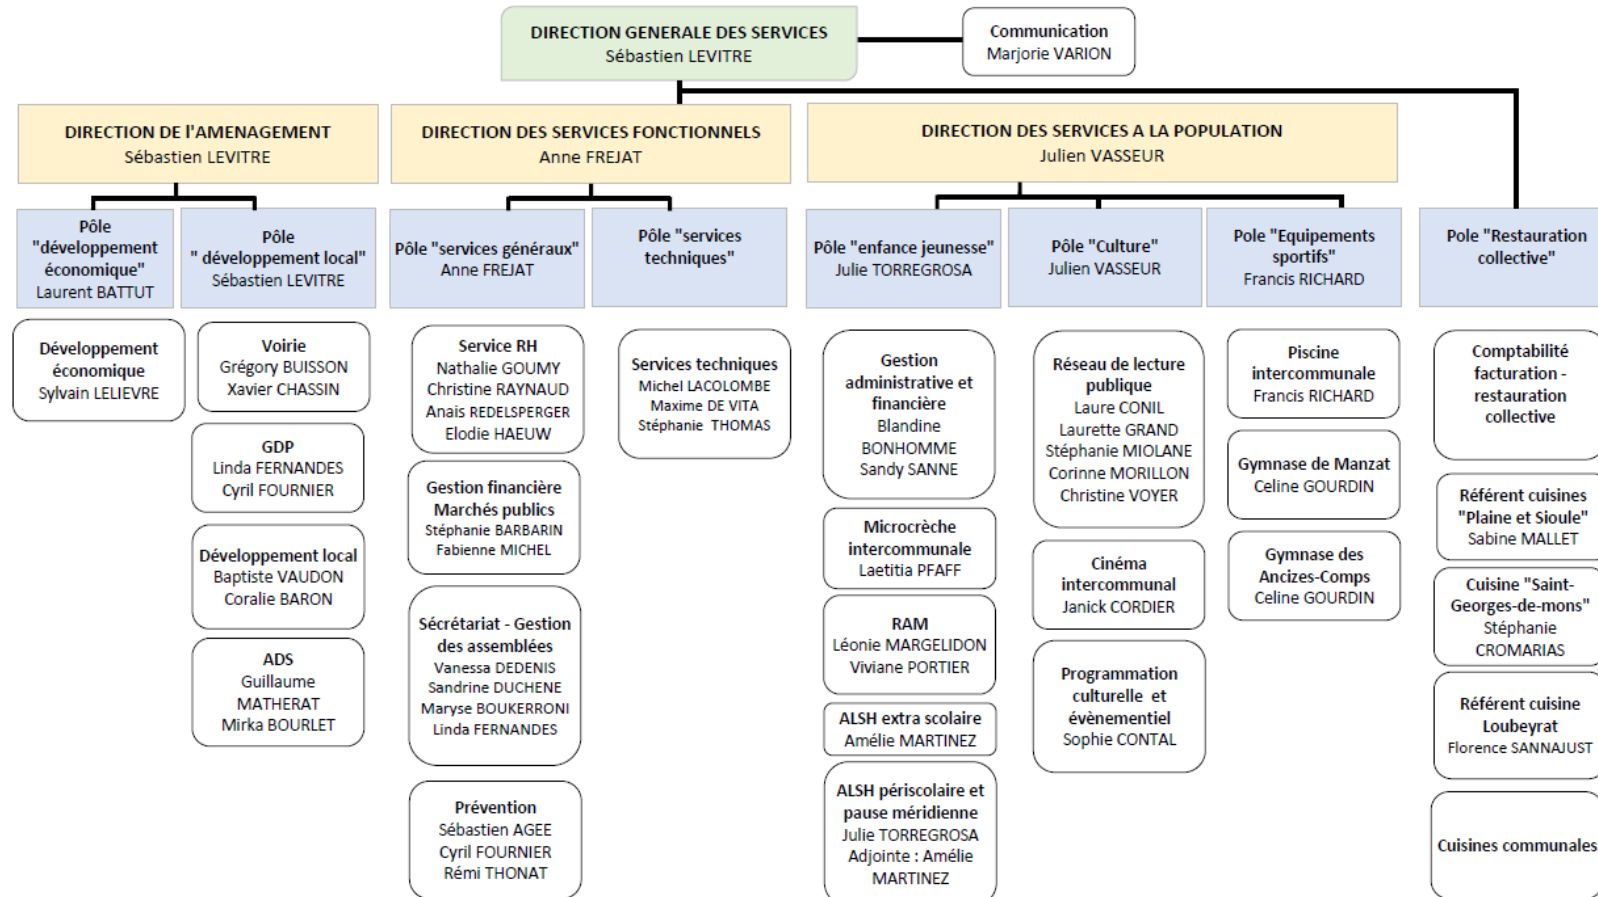 DIRECTION GENERALE DES SERVICES
Sébastien LEVITRE
Communication
Marjorie VARION
DIRECTION DE l'AMENAGEMENT
Sébastien LEVITRE
DIRECTION DES SERVICES FONCTIONNELS
Anne FREJAT
DIRECTION DES SERVICES A LA POPULATION
Julien VASSEUR
Pôle
"développement
économique"
Laurent BATTUT
Pôle
" développement local"
Sébastien LEVITRE
Pôle "services généraux"
Anne FREJAT
Pôle "services
techniques"
Pôle "enfance jeunesse"
Julie TORREGROSA
Pôle "Culture"
Julien VASSEUR
Pole "Equipements
sportifs"
Francis RICHARD
Pole "Restauration
collective"
Développement
économique
Sylvain LELIEVRE
Voirie
Grégory BUISSON
Xavier CHASSIN
GDP
Linda FERNANDES
Cyril FOURNIER
Développement local
Baptiste VAUDON
Coralie BARON
ADS
Guillaume
MATHERAT
Mirka BOURLET
Service RH
Nathalie GOUMY
Christine RAYNAUD
Anais REDELSPERGER
Elodie HAEUW
Gestion financière
Marchés publics
Stéphanie BARBARIN
Fabienne MICHEL
Sécrétariat - Gestion
des assemblées
Vanessa DEDENIS
Sandrine DUCHENE
Maryse BOUKERRONI
Linda FERNANDES
Prévention
Sébastien AGEE
Cyril FOURNIER
Rémi THONAT
Services techniques
Michel LACOLOMBE
Maxime DE VITA
Stéphanie THOMAS
Gestion
administrative et
financière
Blandine
BONHOMME
Sandy SANNE
Microcrèche
intercommunale
Laetitia PFAFF
RAM
Léonie MARGELIDON
Viviane PORTIER
ALSH extra scolaire
Amélie MARTINEZ
ALSH périscolaire et
pause méridienne
Julie TORREGROSA
Adjointe : Amélie
MARTINEZ
Réseau de lecture
publique
Laure CONIL
Laurette GRAND
Stéphanie MIOLANE
Corinne MORILLON
Christine VOYER
Cinéma
intercommunal
Janick CORDIER
Programmation
culturelle et
évènementiel
Sophie CONTAL
Piscine
intercommunale
Francis RICHARD
Gymnase de Manzat
Celine GOURDIN
Gymnase des
Ancizes-Comps
Celine GOURDIN
Comptabilité
facturation -
restauration
collective
Référent cuisines
"Plaine et Sioule"
Sabine MALLET
Cuisine "Saint-
Georges-de-mons"
Stéphanie
CROMARIAS
Référent cuisine
Loubeyrat
Florence SANNAJUST
Cuisines communales